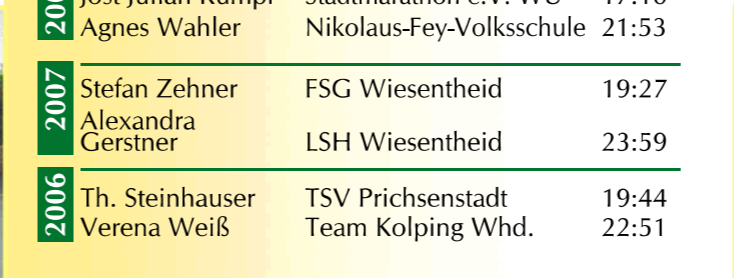 Agnes Wahler Nikolaus-Fey-Volksschule 21:53
2007
Stefan Zehner FSG Wiesentheid 19:27
Alexandra
Gerstner LSH Wiesentheid 23:59
2006
Th. Steinhauser TSV Prichsenstadt 19:44
Verena Weiß Team Kolping Whd. 22:51